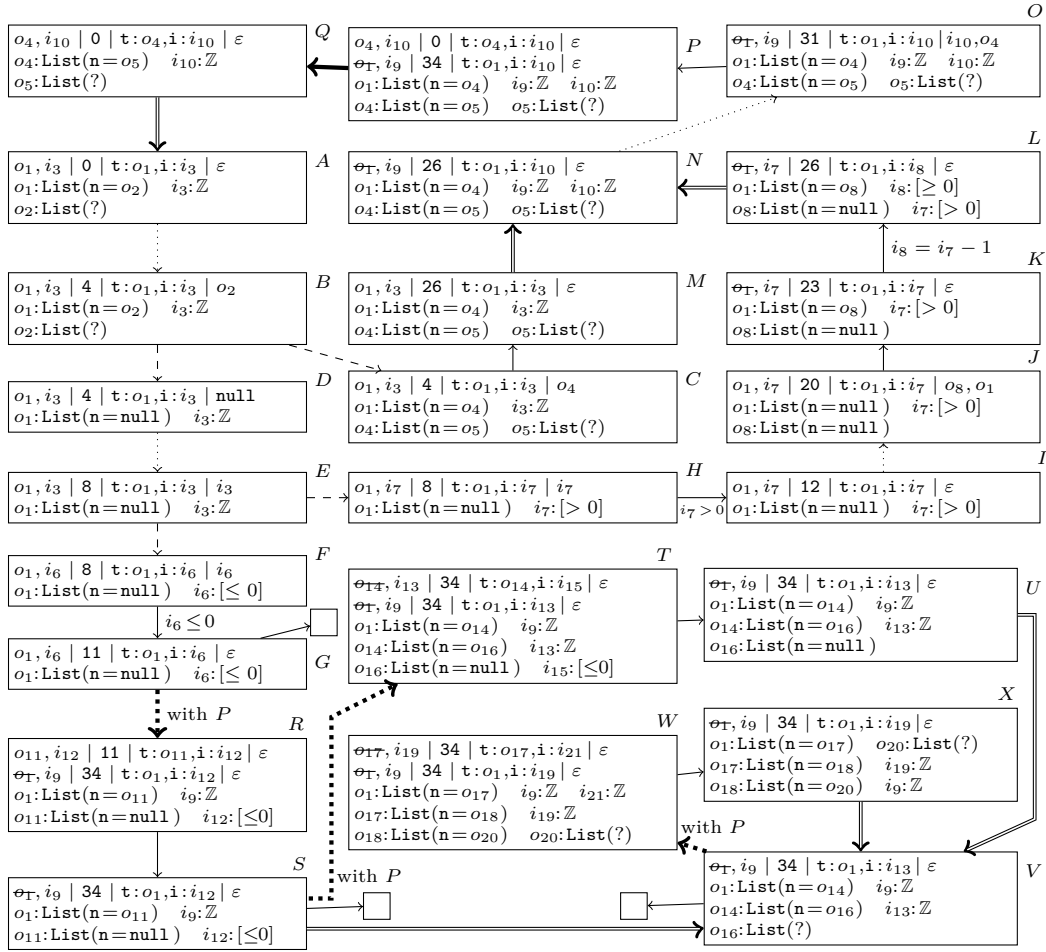 Q
o4, i10 | 0 | t:o4,i:i10 | ε
o4:List(n=o5) i10:ℤ
o5:List(?)
P
o4, i10 | 0 | t:o4,i:i10 | ε
o̶1̶, i9 | 34 | t:o1,i:i10 | ε
o1:List(n=o4) i9:ℤ i10:ℤ
o4:List(n=o5) o5:List(?)
O
o̶1̶, i9 | 31 | t:o1,i:i10 | i10, o4
o1:List(n=o4) i9:ℤ i10:ℤ
o4:List(n=o5) o5:List(?)
A
o1, i3 | 0 | t:o1,i:i3 | ε
o1:List(n=o2) i3:ℤ
o2:List(?)
N
o̶1̶, i9 | 26 | t:o1,i:i10 | ε
o1:List(n=o4) i9:ℤ i10:ℤ
o4:List(n=o5) o5:List(?)
L
o̶1̶, i7 | 26 | t:o1,i:i8 | ε
o1:List(n=o8) i8:[≥ 0]
o8:List(n=null) i7:[> 0]
i8 = i7 − 1
B
o1, i3 | 4 | t:o1,i:i3 | o2
o1:List(n=o2) i3:ℤ
o2:List(?)
M
o1, i3 | 26 | t:o1,i:i3 | ε
o1:List(n=o4) i3:ℤ
o4:List(n=o5) o5:List(?)
K
o̶1̶, i7 | 23 | t:o1,i:i7 | ε
o1:List(n=o8) i7:[> 0]
o8:List(n=null)
D
o1, i3 | 4 | t:o1,i:i3 | null
o1:List(n=null) i3:ℤ
C
o1, i3 | 4 | t:o1,i:i3 | o4
o1:List(n=o4) i3:ℤ
o4:List(n=o5) o5:List(?)
J
o1, i7 | 20 | t:o1,i:i7 | o8, o1
o1:List(n=null) i7:[> 0]
o8:List(n=null)
E
o1, i3 | 8 | t:o1,i:i3 | i3
o1:List(n=null) i3:ℤ
H
o1, i7 | 8 | t:o1,i:i7 | i7
o1:List(n=null) i7:[> 0]
i7 > 0
I
o1, i7 | 12 | t:o1,i:i7 | ε
o1:List(n=null) i7:[> 0]
F
o1, i6 | 8 | t:o1,i:i6 | i6
o1:List(n=null) i6:[≤ 0]
i6 ≤ 0
G
o1, i6 | 11 | t:o1,i:i6 | ε
o1:List(n=null) i6:[≤ 0]
with P
T
o̶1̶4̶, i13 | 34 | t:o14,i:i15 | ε
o̶1̶, i9 | 34 | t:o1,i:i13 | ε
o1:List(n=o14) i9:ℤ
o14:List(n=o16) i13:ℤ
o16:List(n=null) i15:[≤0]
U
o̶1̶, i9 | 34 | t:o1,i:i13 | ε
o1:List(n=o14) i9:ℤ
o14:List(n=o16) i13:ℤ
o16:List(n=null)
R
o11, i12 | 11 | t:o11,i:i12 | ε
o̶1̶, i9 | 34 | t:o1,i:i12 | ε
o1:List(n=o11) i9:ℤ
o11:List(n=null) i12:[≤0]
W
o̶1̶7̶, i19 | 34 | t:o17,i:i21 | ε
o̶1̶, i9 | 34 | t:o1,i:i19 | ε
o1:List(n=o17) i9:ℤ i21:ℤ
o17:List(n=o18) i19:ℤ
o18:List(n=o20) o20:List(?)
X
o̶1̶, i9 | 34 | t:o1,i:i19 | ε
o1:List(n=o17) o20:List(?)
o17:List(n=o18) i19:ℤ
o18:List(n=o20) i9:ℤ
with P
S
o̶1̶, i9 | 34 | t:o1,i:i12 | ε
o1:List(n=o11) i9:ℤ
o11:List(n=null) i12:[≤0]
with P
V
o̶1̶, i9 | 34 | t:o1,i:i13 | ε
o1:List(n=o14) i9:ℤ
o14:List(n=o16) i13:ℤ
o16:List(?)